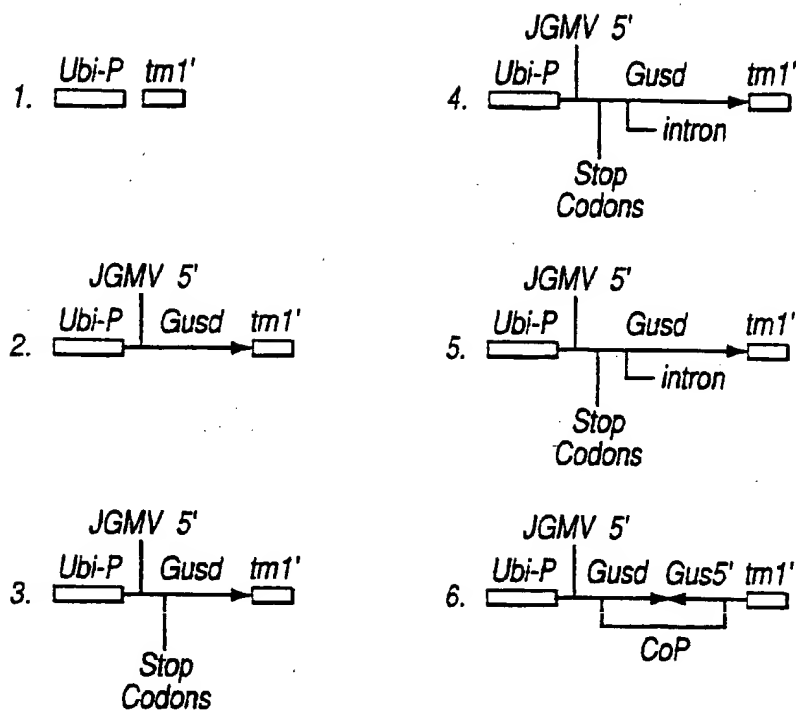 Ubi-P tm1'
1.
JGMV 5'
Ubi-P Gusd tm1'
2.
JGMV 5'
Ubi-P Gusd tm1'
3.
Stop
Codons
JGMV 5'
Ubi-P Gusd tm1'
4.
intron
Stop
Codons
JGMV 5'
Ubi-P Gusd tm1'
5.
intron
Stop
Codons
JGMV 5'
Ubi-P Gusd Gus5' tm1'
6.
CoP